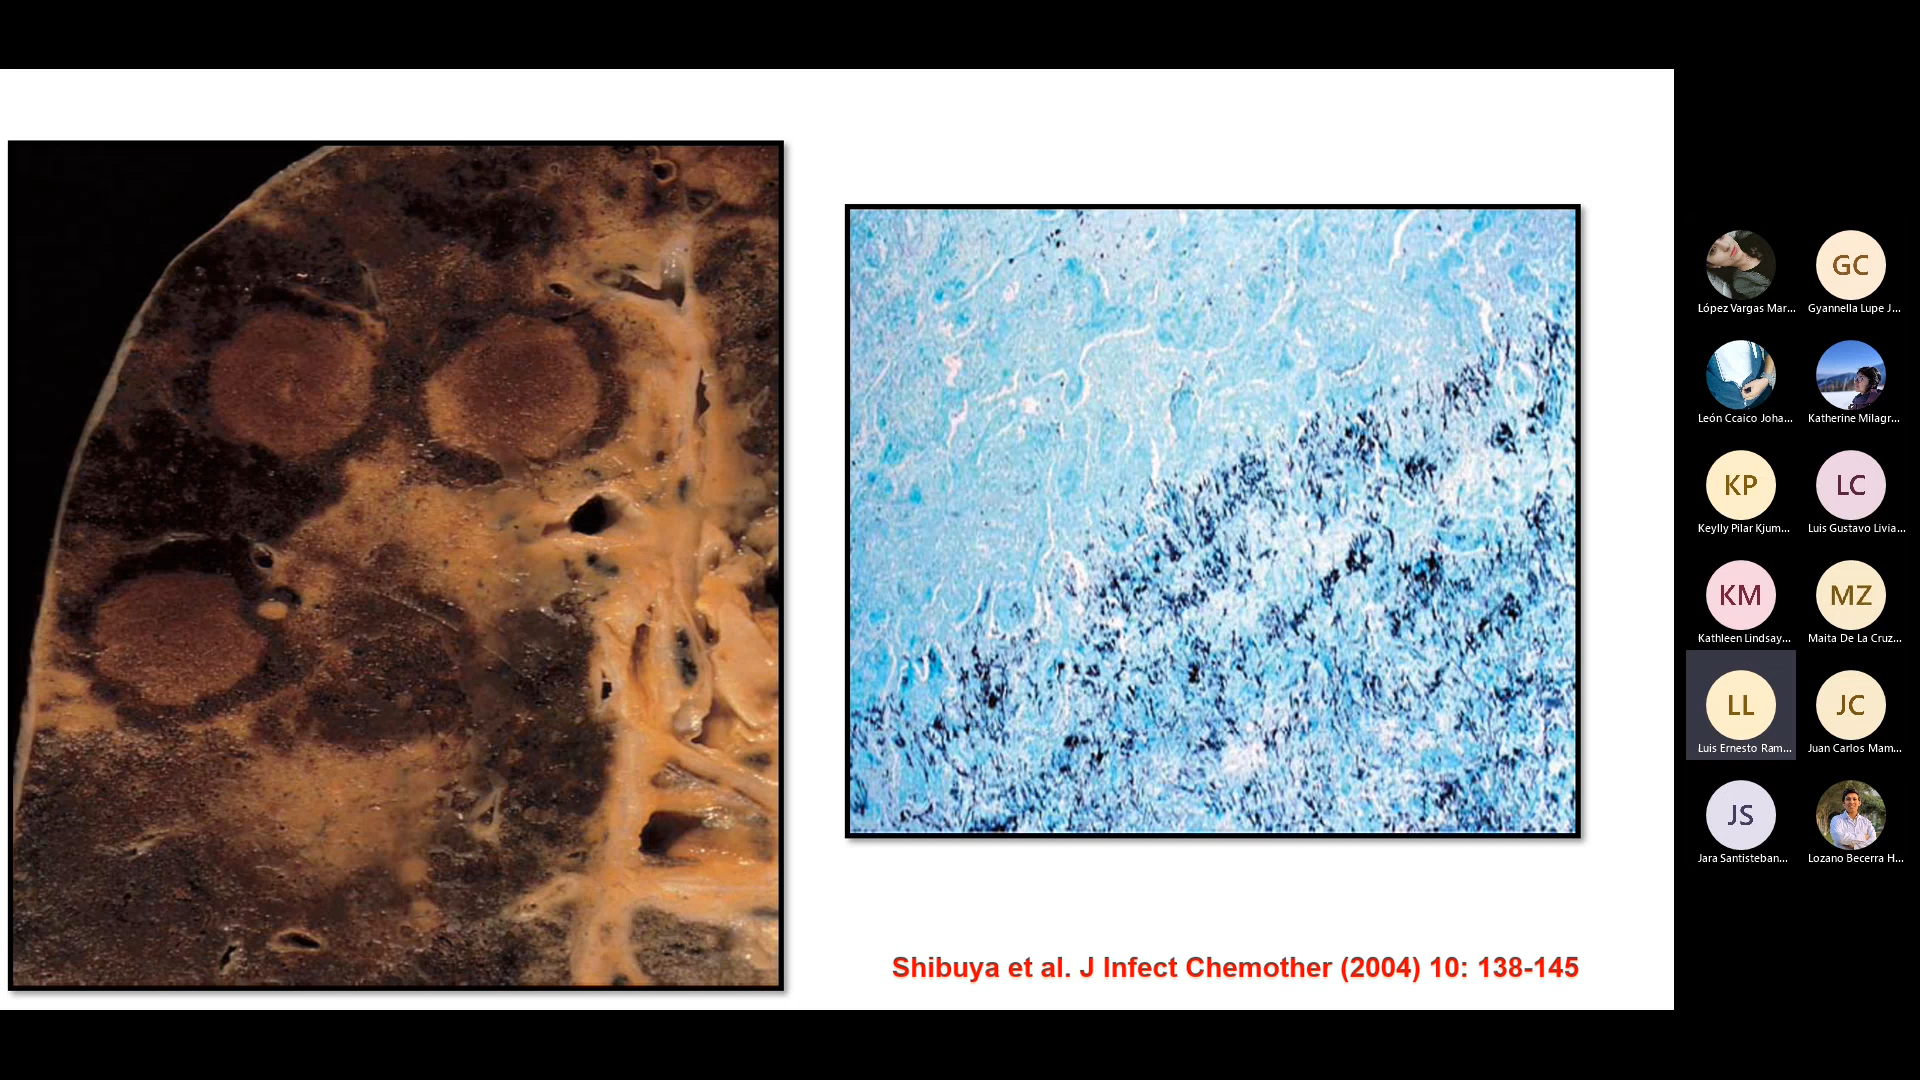 Shibuya et al. J Infect Chemother (2004) 10: 138-145
López Vargas Mar...
GC
Gyannella Lupe J...
León Ccaico Joha...
Katherine Milagr...
KP
Keylly Pilar Kjum...
LC
Luis Gustavo Livia...
KM
Kathleen Lindsay...
MZ
Maita De La Cruz...
LL
Luis Ernesto Ram...
JC
Juan Carlos Mam...
JS
Jara Santisteban...
Lozano Becerra H...